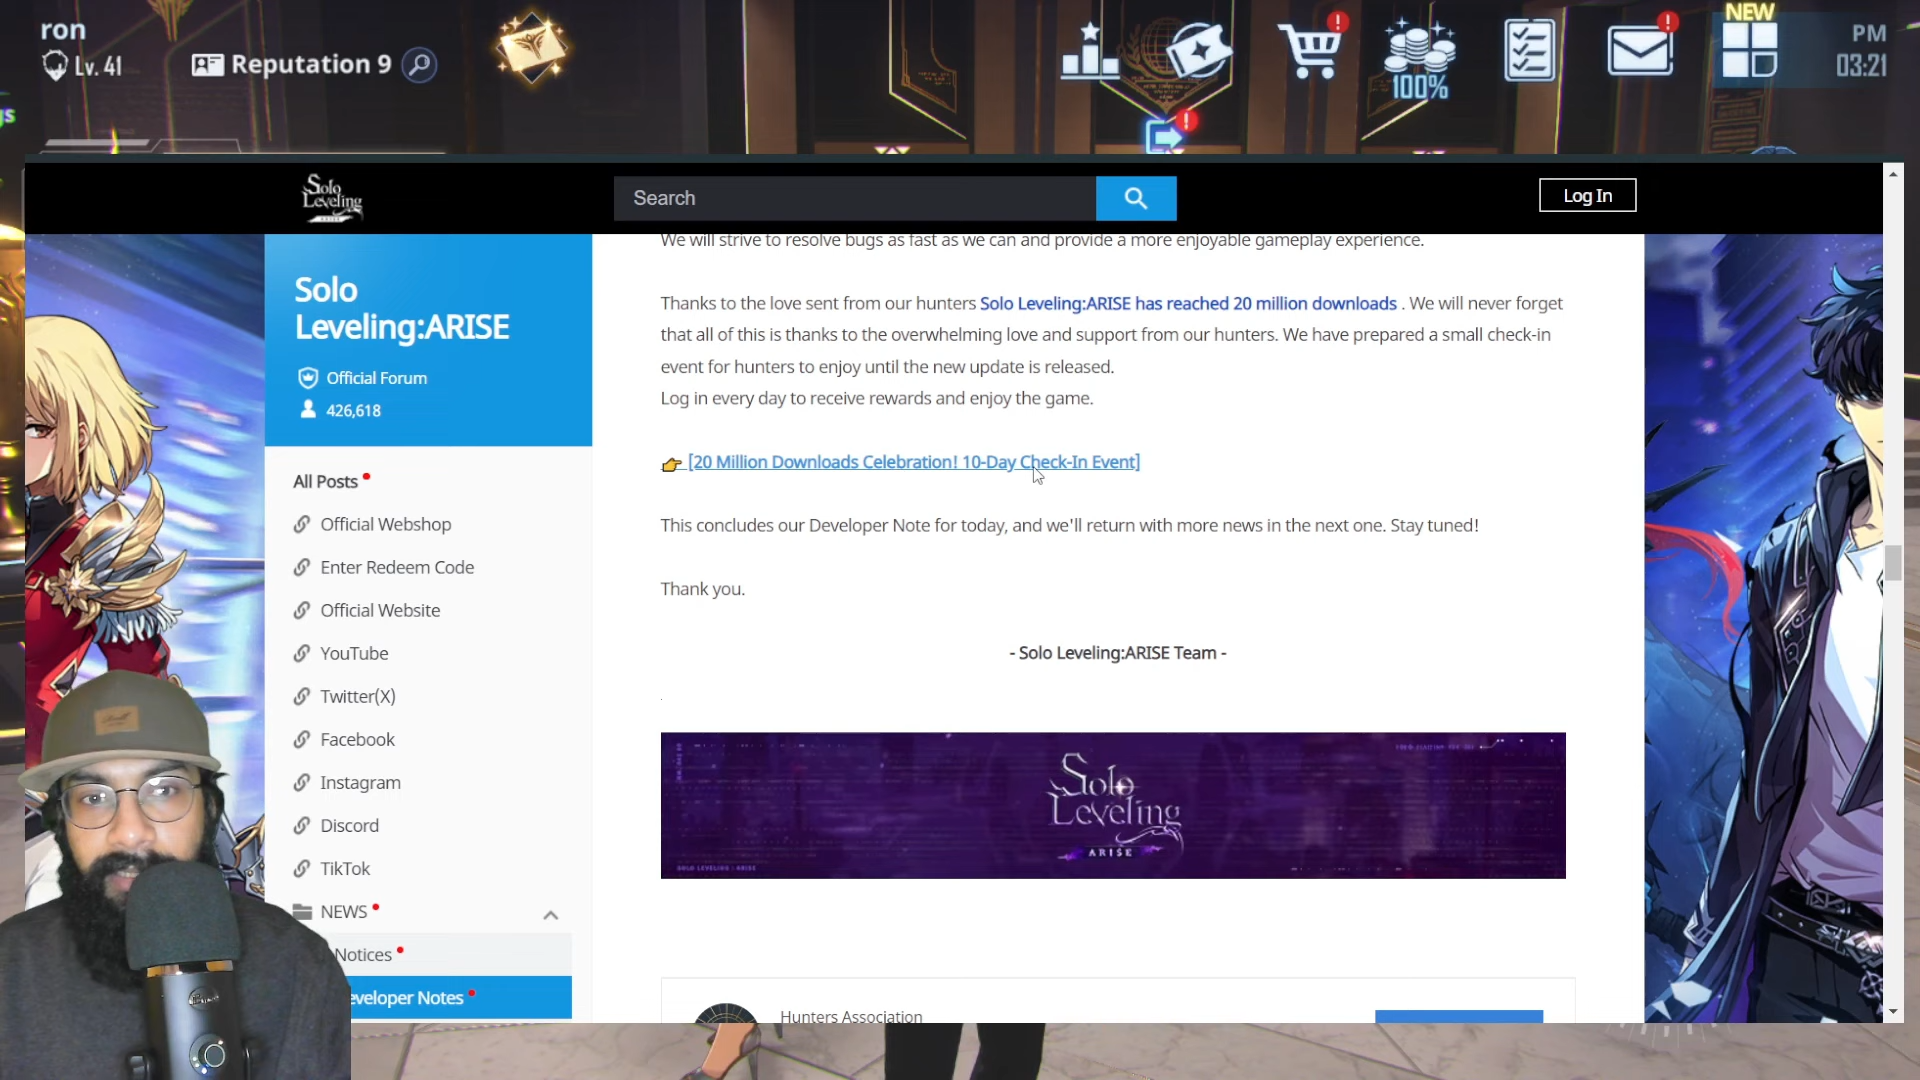 ron
Lv. 41
Reputation 9
100%
NEW
PM
03:21
gs
Solo
Leveling
ARISE
Search
Log In
Solo
Leveling:ARISE
Official Forum
426,618
All Posts
Official Webshop
Enter Redeem Code
Official Website
YouTube
Twitter(X)
Facebook
Instagram
Discord
TikTok
NEWS
Notices
eveloper Notes
We will strive to resolve bugs as fast as we can and provide a more enjoyable gameplay experience.
Thanks to the love sent from our hunters Solo Leveling:ARISE has reached 20 million downloads . We will never forget
that all of this is thanks to the overwhelming love and support from our hunters. We have prepared a small check-in
event for hunters to enjoy until the new update is released.
Log in every day to receive rewards and enjoy the game.
👉 [20 Million Downloads Celebration! 10-Day Check-In Event]
This concludes our Developer Note for today, and we'll return with more news in the next one. Stay tuned!
Thank you.
- Solo Leveling:ARISE Team -
.
Solo
Leveling
ARISE
SOLO LEVELING : ARISE
Hunters Association